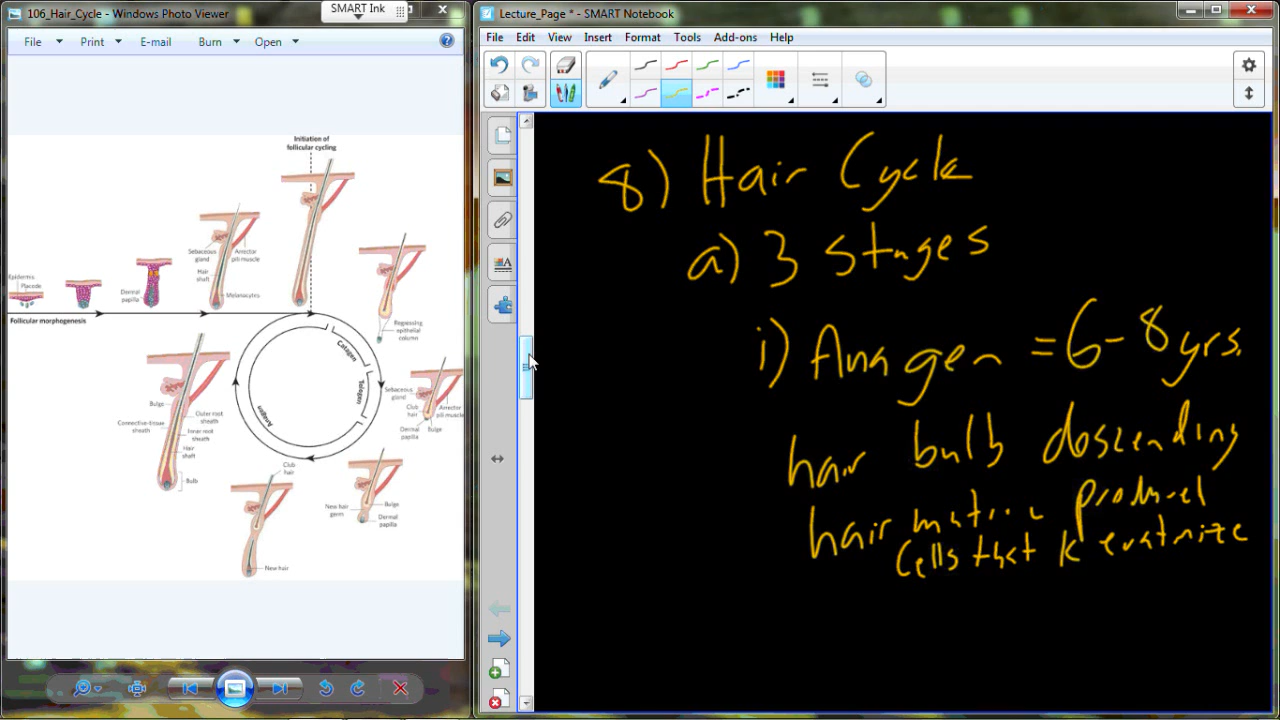 106_Hair_Cycle - Windows Photo Viewer
SMART Ink
File Print E-mail Burn Open
Initiation of
follicular cycling
Sebaceous
gland
Arrector
pili muscle
Hair
shaft
Melanocytes
Epidermis
Placode
Dermal
papilla
Follicular morphogenesis
Regressing
epithelial
column
Catagen
Telogen
Anagen
Sebaceous
gland
Club
hair
Arrector
pili muscle
Dermal
papilla
Bulge
Bulge
Connective-tissue
sheath
Outer root
sheath
Inner root
sheath
Hair
shaft
Bulb
Club
hair
New hair
New hair
germ
Bulge
Dermal
papilla
Lecture_Page * - SMART Notebook
File Edit View Insert Format Tools Add-ons Help
8) Hair Cycle
a) 3 stages
i) Anagen = 6-8 yrs.
hair bulb descending
hair matrix
cells that keratinize